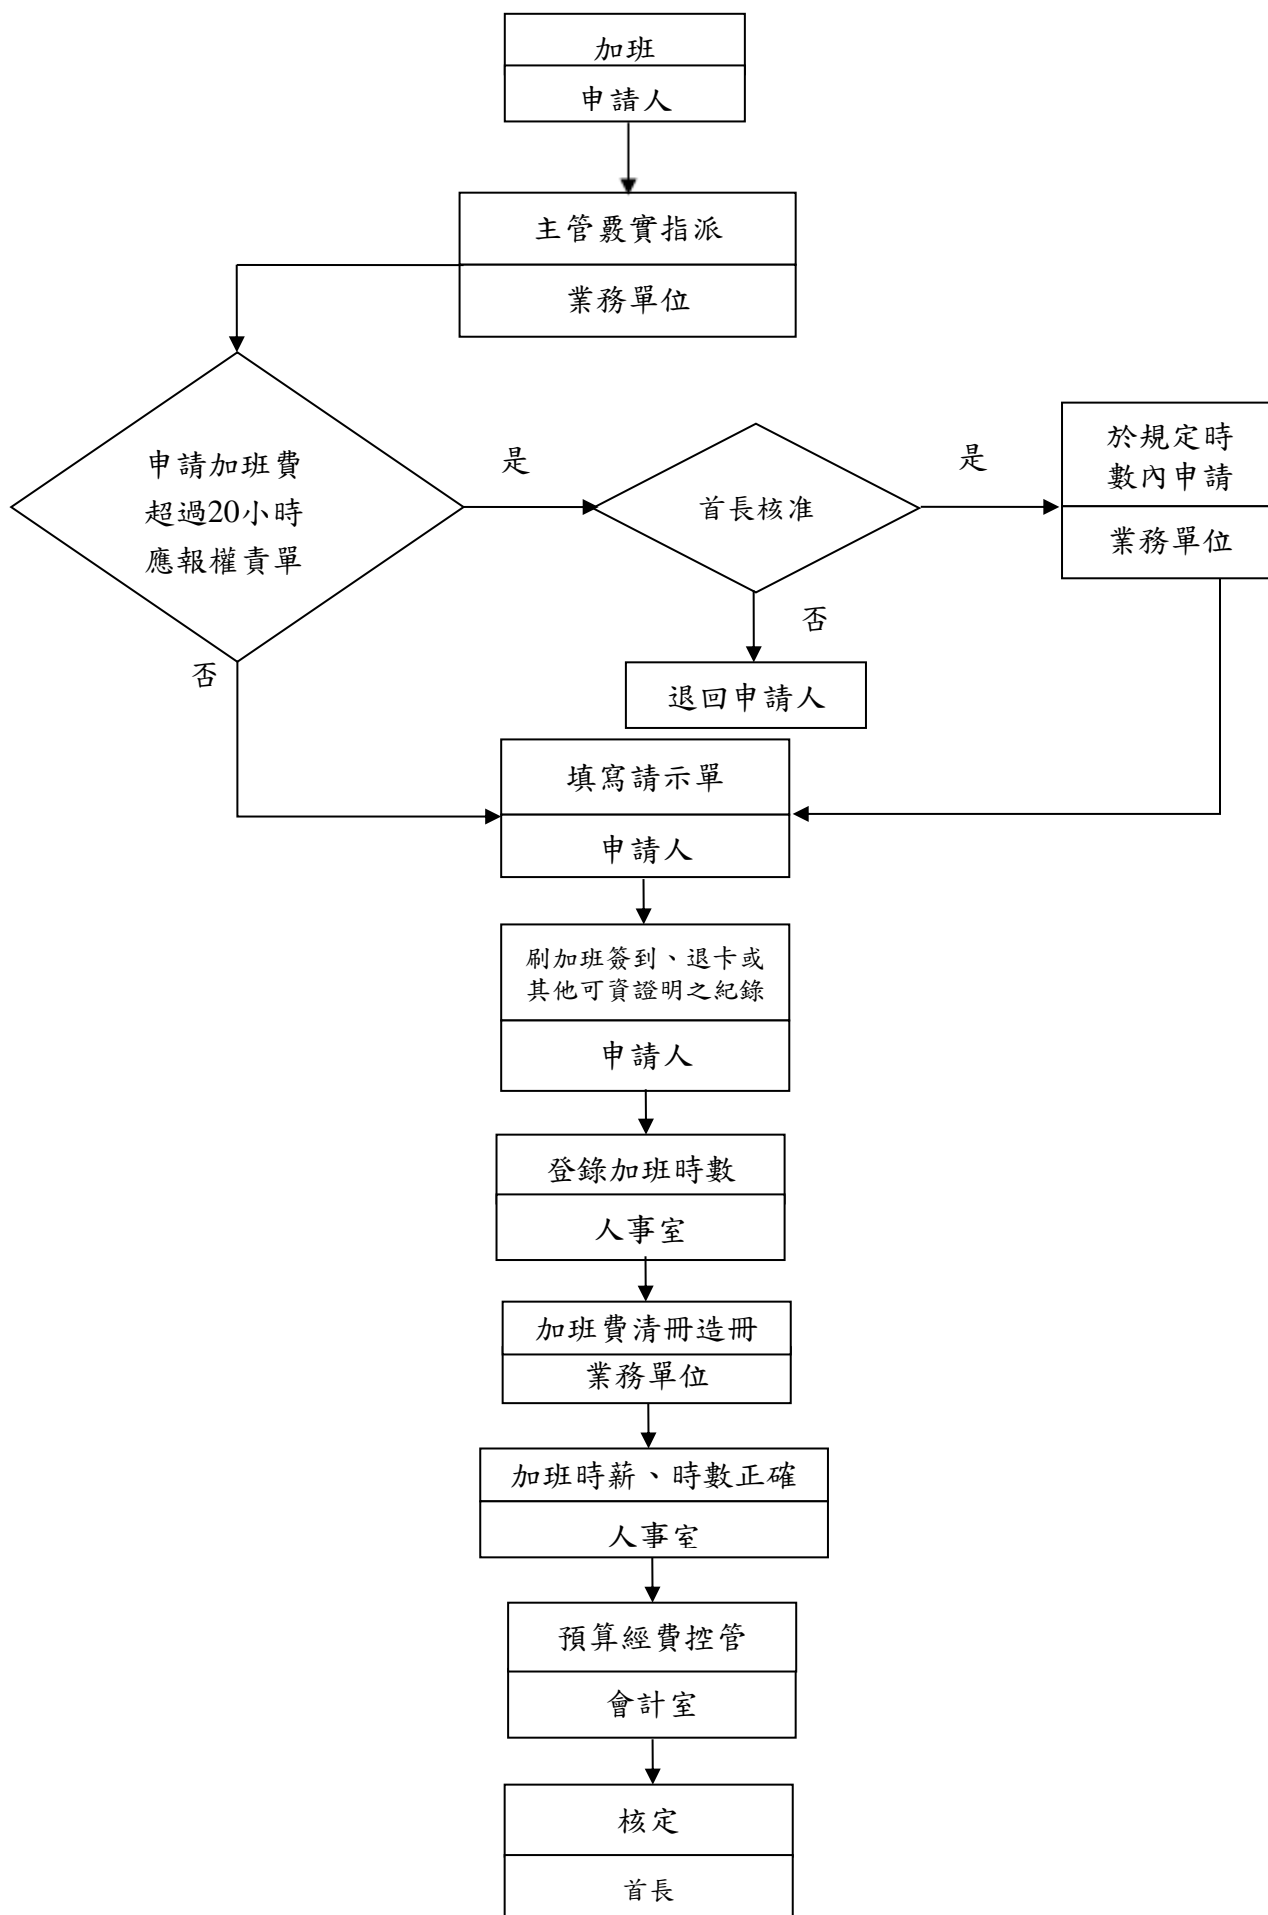 加班
申請人
主管覈實指派
業務單位
申請加班費
超過20小時
應報權責單
是
首長核准
是
於規定時
數內申請
業務單位
否
否
退回申請人
填寫請示單
申請人
刷加班簽到、退卡或
其他可資證明之紀錄
申請人
登錄加班時數
人事室
加班費清冊造冊
業務單位
加班時薪、時數正確
人事室
預算經費控管
會計室
核定
首長